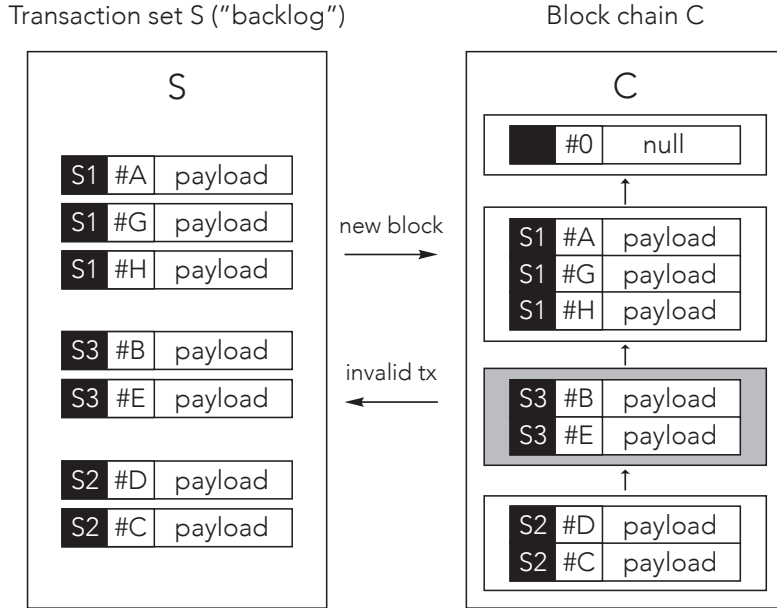 Transaction set S ("backlog")
Block chain C
S
S1 #A payload
S1 #G payload
S1 #H payload
S3 #B payload
S3 #E payload
S2 #D payload
S2 #C payload
new block
invalid tx
C
#0 null
S1 #A payload
S1 #G payload
S1 #H payload
S3 #B payload
S3 #E payload
S2 #D payload
S2 #C payload